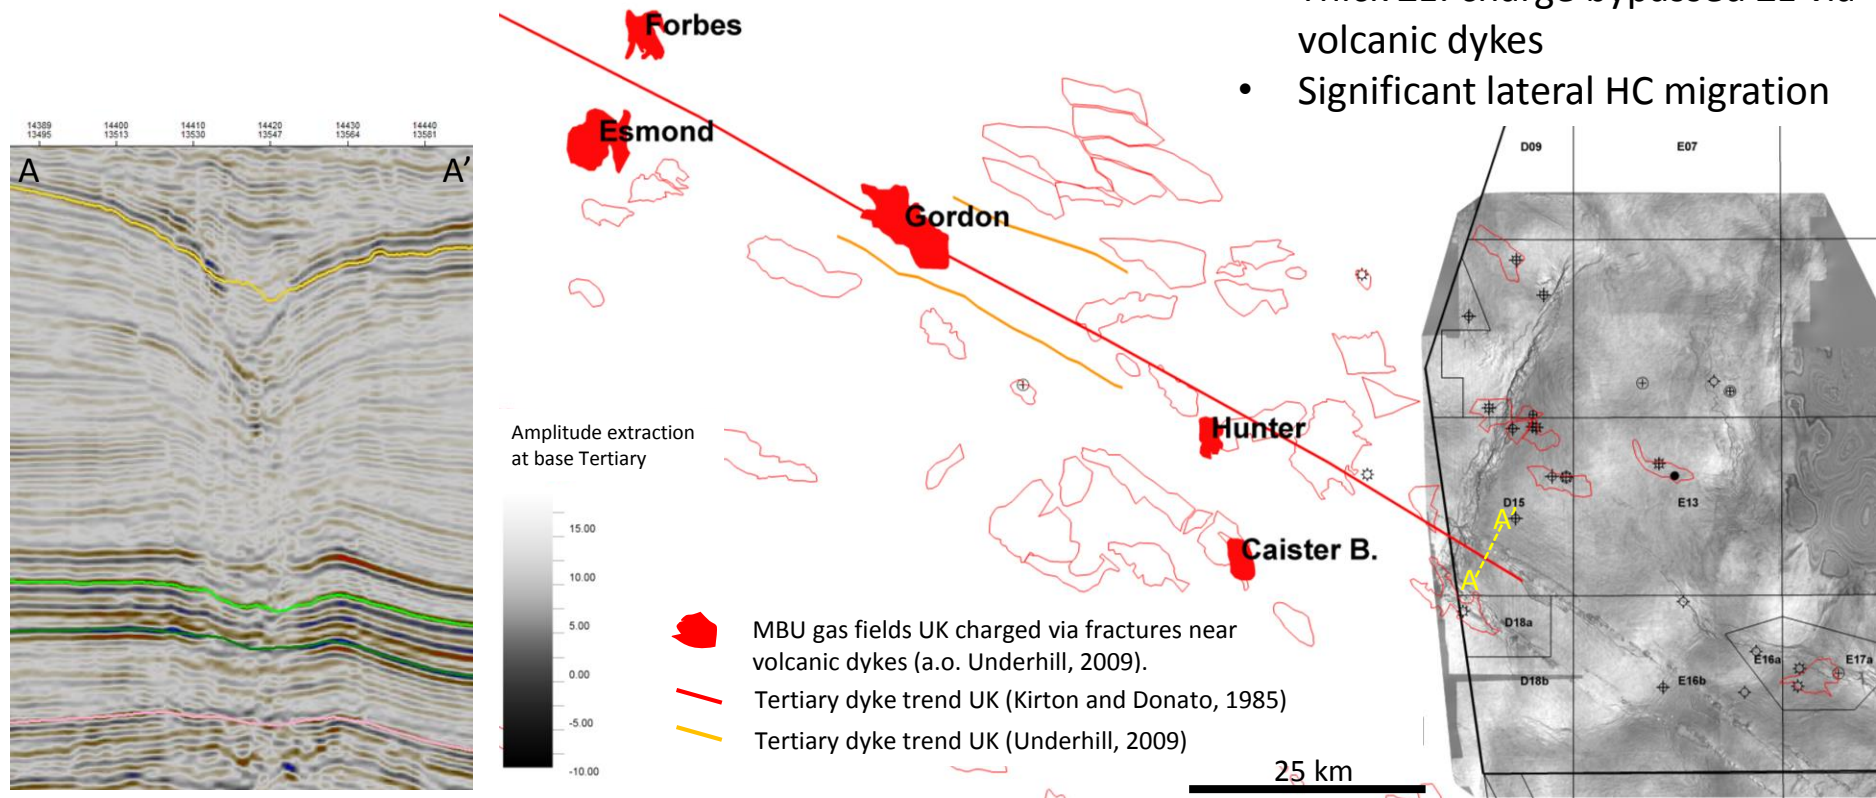 volcanic dykes
• Significant lateral HC migration
14389 14400 14410 14420 14430 14440
13495 13513 13530 13547 13564 13581
A A’
Forbes
Esmond
Gordon
Hunter
Caister B.
Amplitude extraction
at base Tertiary
15.00
10.00
5.00
0.00
-5.00
-10.00
MBU gas fields UK charged via fractures near
volcanic dykes (a.o. Underhill, 2009).
Tertiary dyke trend UK (Kirton and Donato, 1985)
Tertiary dyke trend UK (Underhill, 2009)
25 km
D09 E07
D15 E13
A’
A
D18a
D18b E16b
E16a E17a